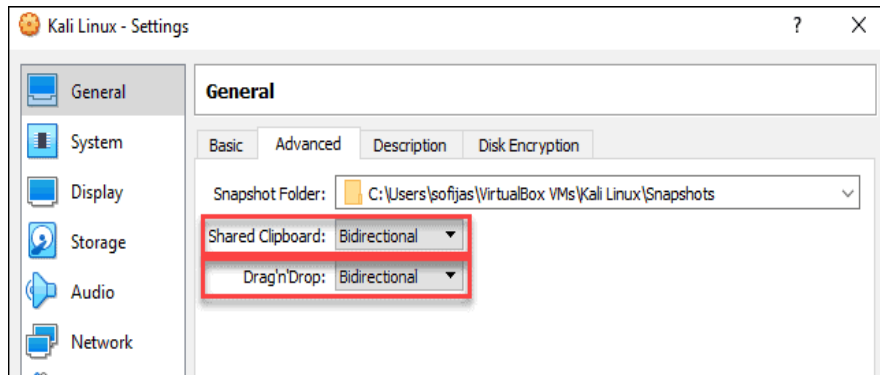 Kali Linux - Settings ?
General
System
Display
Storage
Audio
Network
General
Basic Advanced Description Disk Encryption
Snapshot Folder: C:\Users\sofijas\VirtualBox VMs\Kali Linux\Snapshots
Shared Clipboard: Bidirectional
Drag'n'Drop: Bidirectional